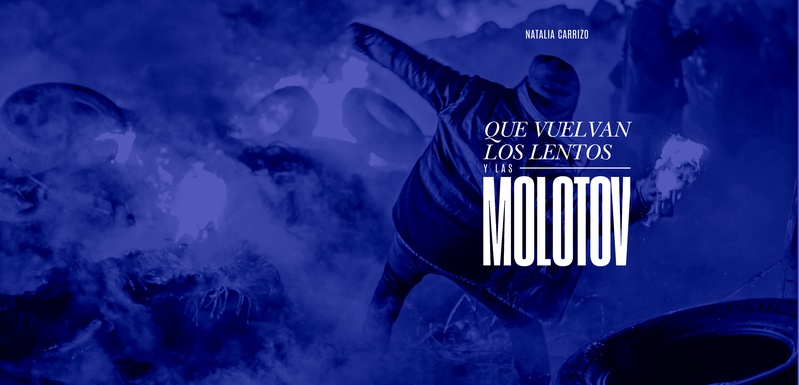 NATALIA CARRIZO
QUE VUELVAN
LOS LENTOS
Y LAS
MOLOTOV